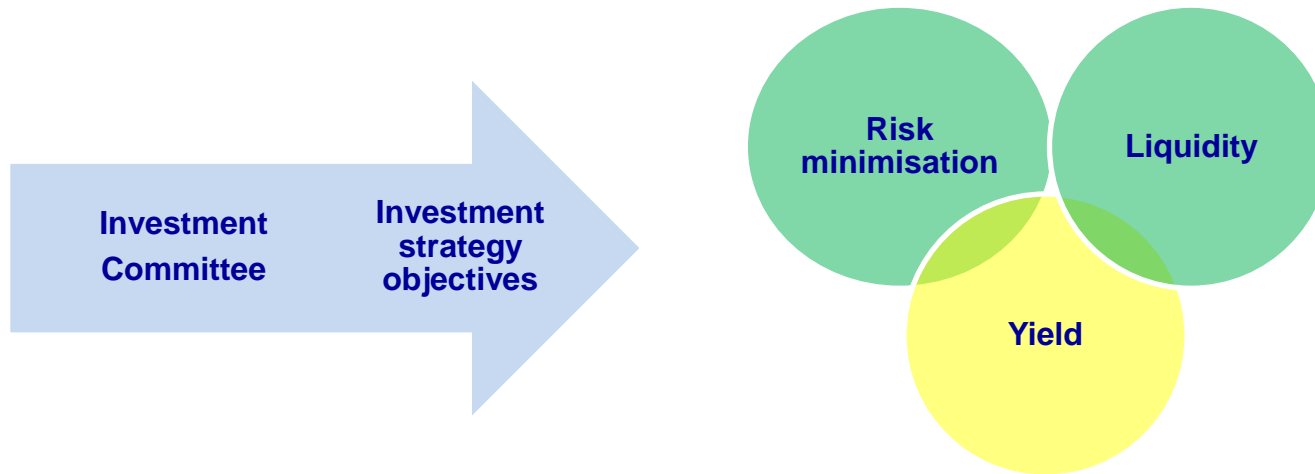 Investment
Committee
Investment
strategy
objectives
Risk
minimisation
Liquidity
Yield